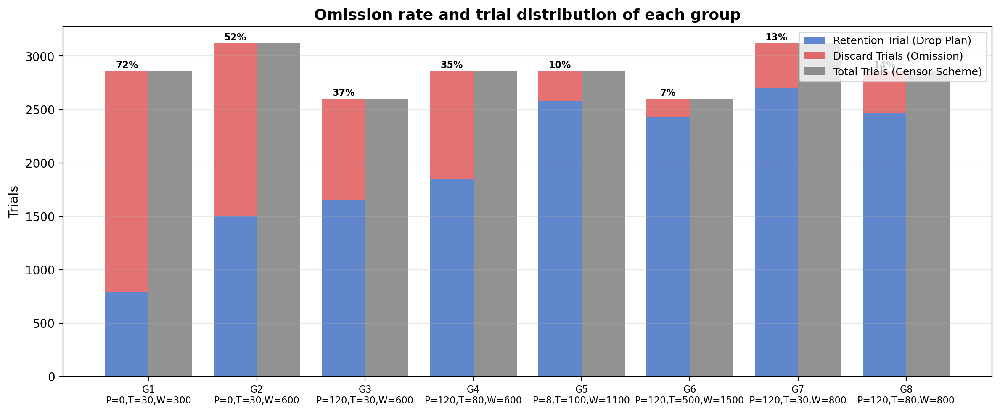 Omission rate and trial distribution of each group
Trials
3000
2500
2000
1500
1000
500
0
72%
52%
37%
35%
10%
7%
13%
14%
Retention Trial (Drop Plan)
Discard Trials (Omission)
Total Trials (Censor Scheme)
G1
P=0,T=30,W=300
G2
P=0,T=30,W=600
G3
P=120,T=30,W=600
G4
P=120,T=80,W=600
G5
P=8,T=100,W=1100
G6
P=120,T=500,W=1500
G7
P=120,T=30,W=800
G8
P=120,T=80,W=800